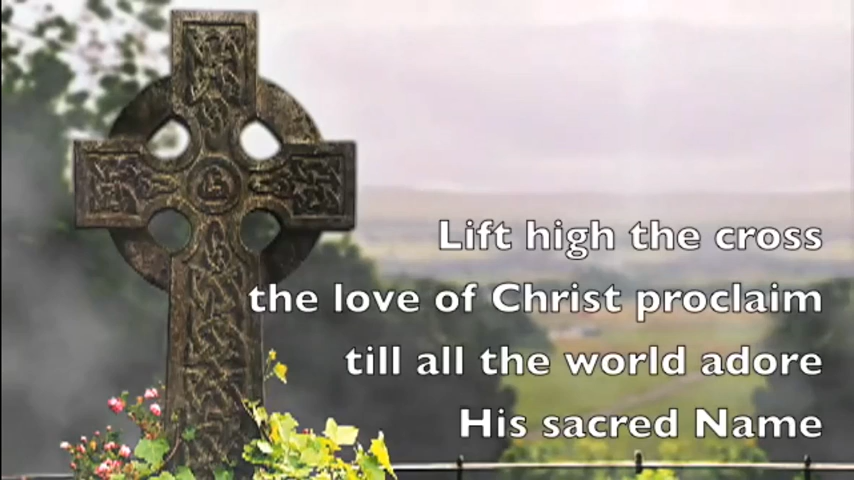 Lift high the cross
the love of Christ proclaim
till all the world adore
His sacred Name